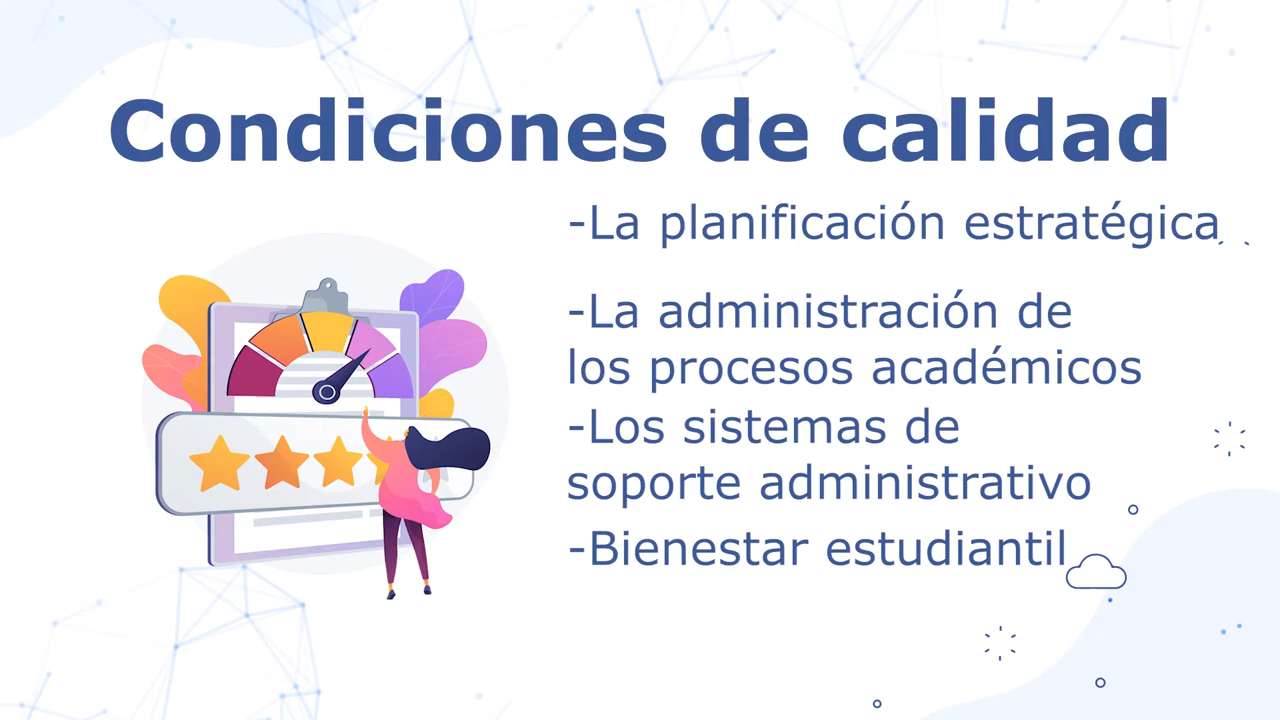 Condiciones de calidad
-La planificación estratégica
-La administración de
los procesos académicos
-Los sistemas de
soporte administrativo
-Bienestar estudiantil